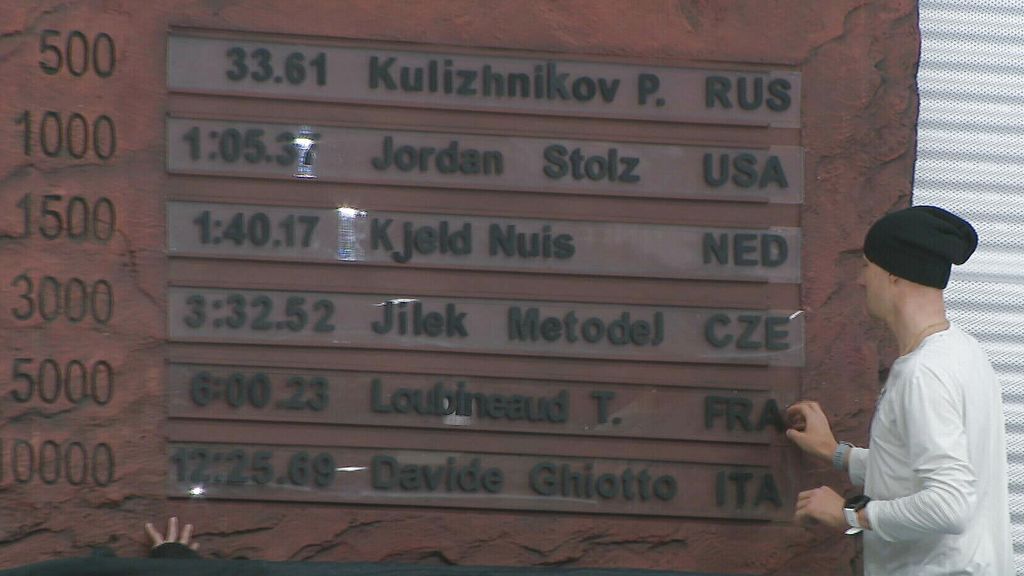 500 33.61 Kulizhnikov P. RUS
1000 1:05.37 Jordan Stolz USA
1500 1:40.17 Kjeld Nuis NED
3000 3:32.52 Jilek Metodej CZE
5000 6:00.23 Loubineaud T. FRA
10000 12:25.69 Davide Ghiotto ITA